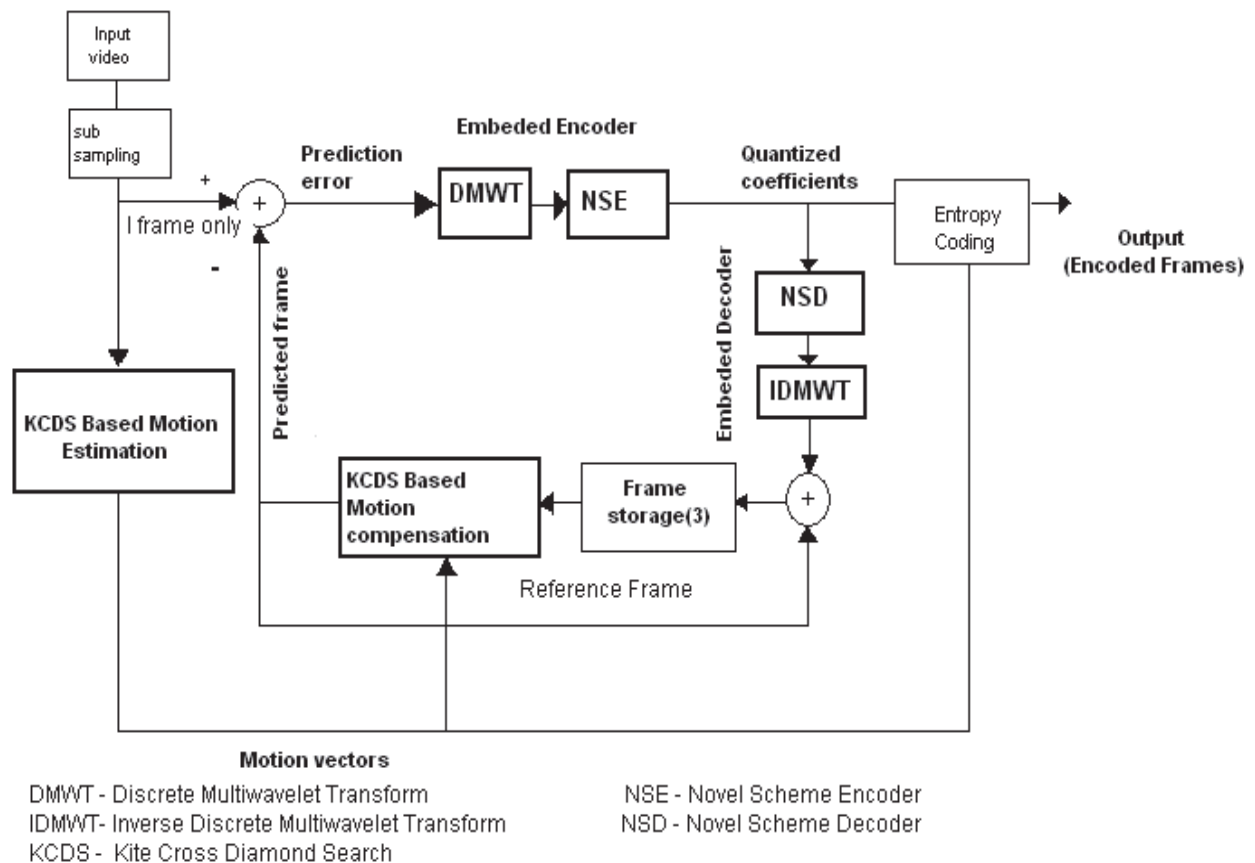 Input
video
sub
sampling
Embeded Encoder
Prediction
error
Quantized
coefficients
+
+
DMWT
NSE
Entropy
Coding
I frame only
-
Output
(Encoded Frames)
NSD
Predicted frame
Embeded Decoder
IDMWT
KCDS Based Motion
Estimation
KCDS Based
Motion
compensation
Frame
storage(3)
+
Reference Frame
Motion vectors
DMWT - Discrete Multiwavelet Transform
NSE - Novel Scheme Encoder
IDMWT- Inverse Discrete Multiwavelet Transform
NSD - Novel Scheme Decoder
KCDS - Kite Cross Diamond Search